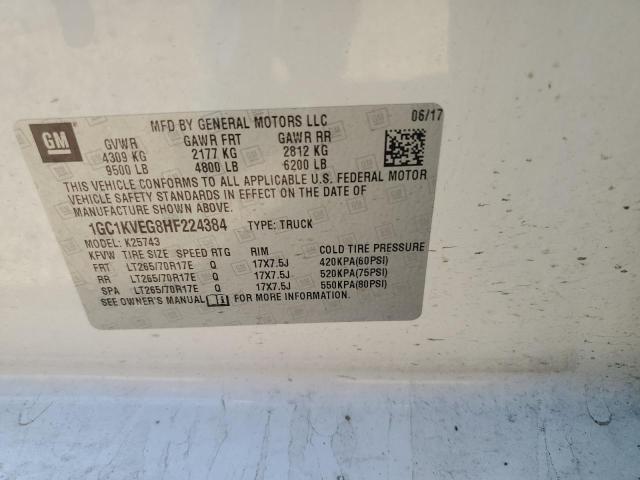 MFD BY GENERAL MOTORS LLC 06/17
GM GVWR GAWR FRT GAWR RR
4309 KG 2177 KG 2812 KG
9500 LB 4800 LB 6200 LB
THIS VEHICLE CONFORMS TO ALL APPLICABLE U.S. FEDERAL MOTOR
VEHICLE SAFETY STANDARDS IN EFFECT ON THE DATE OF
MANUFACTURE SHOWN ABOVE.
1GC1KVEG8HF224384 TYPE: TRUCK
MODEL: K25743
KFVW TIRE SIZE SPEED RTG RIM COLD TIRE PRESSURE
FRT LT265/70R17E Q 17X7.5J 420KPA(60PSI)
RR LT265/70R17E Q 17X7.5J 520KPA(75PSI)
SPA LT265/70R17E Q 17X7.5J 550KPA(80PSI)
SEE OWNER'S MANUAL FOR MORE INFORMATION